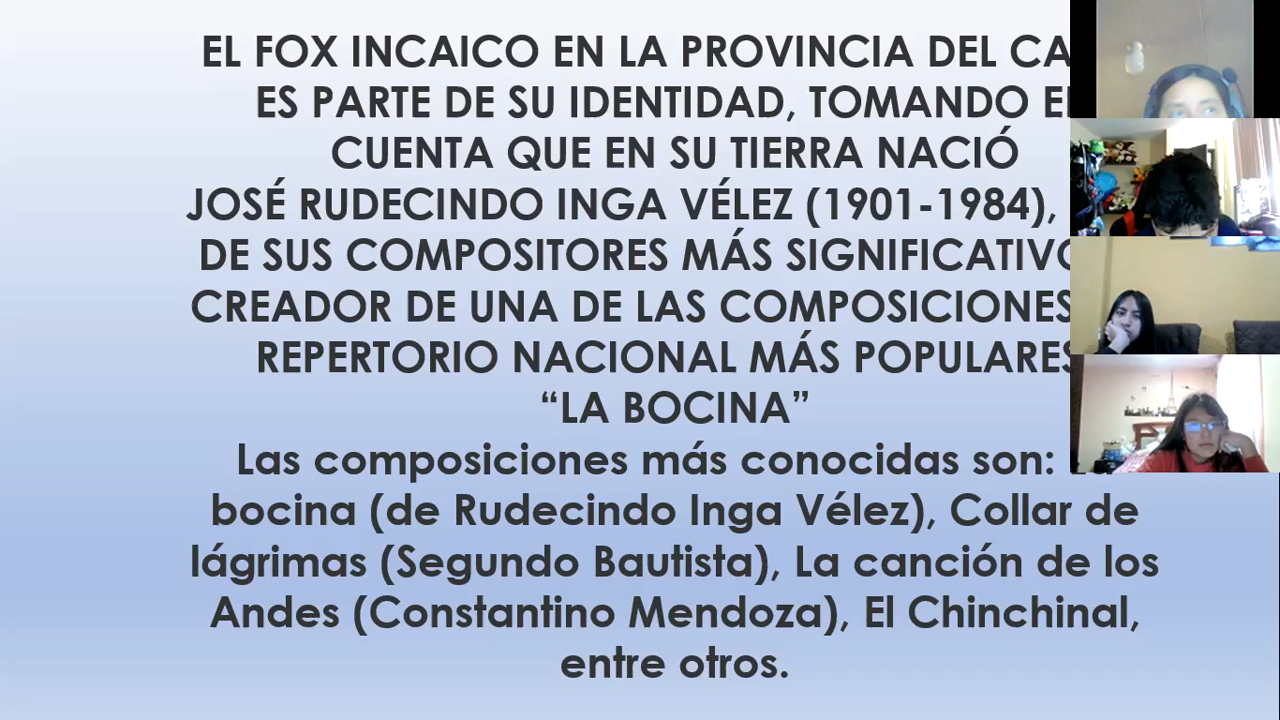 EL FOX INCAICO EN LA PROVINCIA DEL
ES PARTE DE SU IDENTIDAD, TOMANDO
CUENTA QUE EN SU TIERRA NACIÓ
JOSÉ RUDECINDO INGA VÉLEZ (1901-1984),
DE SUS COMPOSITORES MÁS
CREADOR DE UNA DE LAS COMPOSICIONES
REPERTORIO NACIONAL MÁS POPULARES
“LA BOCINA”
Las composiciones más conocidas son:
bocina (de Rudecindo Inga Vélez), Collar de
lágrimas (Segundo Bautista), La canción de los
Andes (Constantino Mendoza), El Chinchinal,
entre otros.